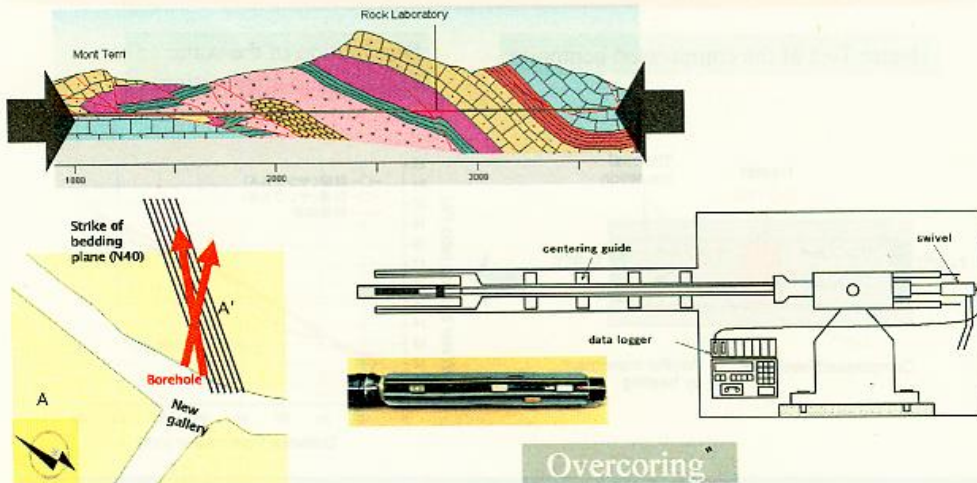 Rock Laboratory
Mont Terri
1000
2000
3000
Strike of
bedding
plane (N40)
A'
Borehole
New
gallery
A
centering guide
swivel
data logger
Overcoring